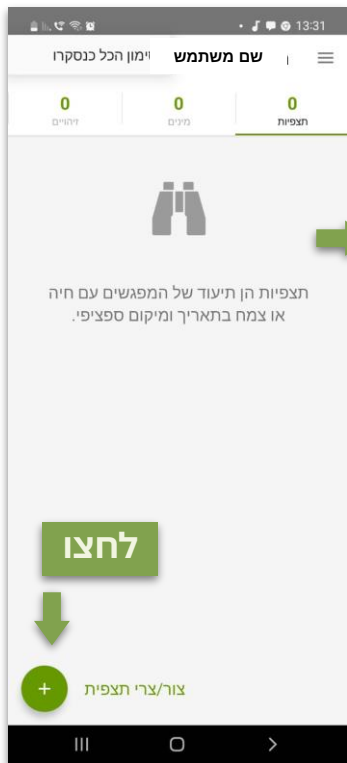 13:31
שם משתמש
סימון הכל כנסקרו
0 0 0
תצפיות מינים זיהויים
תצפיות הן תיעוד של המפגשים עם חיה
או צמח בתאריך ומיקום ספציפי.
לחצו
+ צור/צרי תצפית